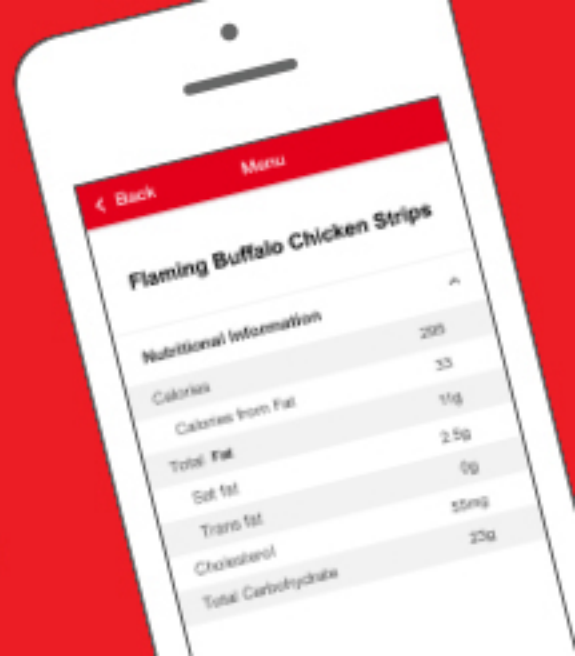 < Back Menu
Flaming Buffalo Chicken Strips
Nutritional Information
Calories 295
Calories from Fat 33
Total Fat 11g
Sat fat 2.5g
Trans fat 0g
Cholesterol 55mg
Total Carbohydrate 23g